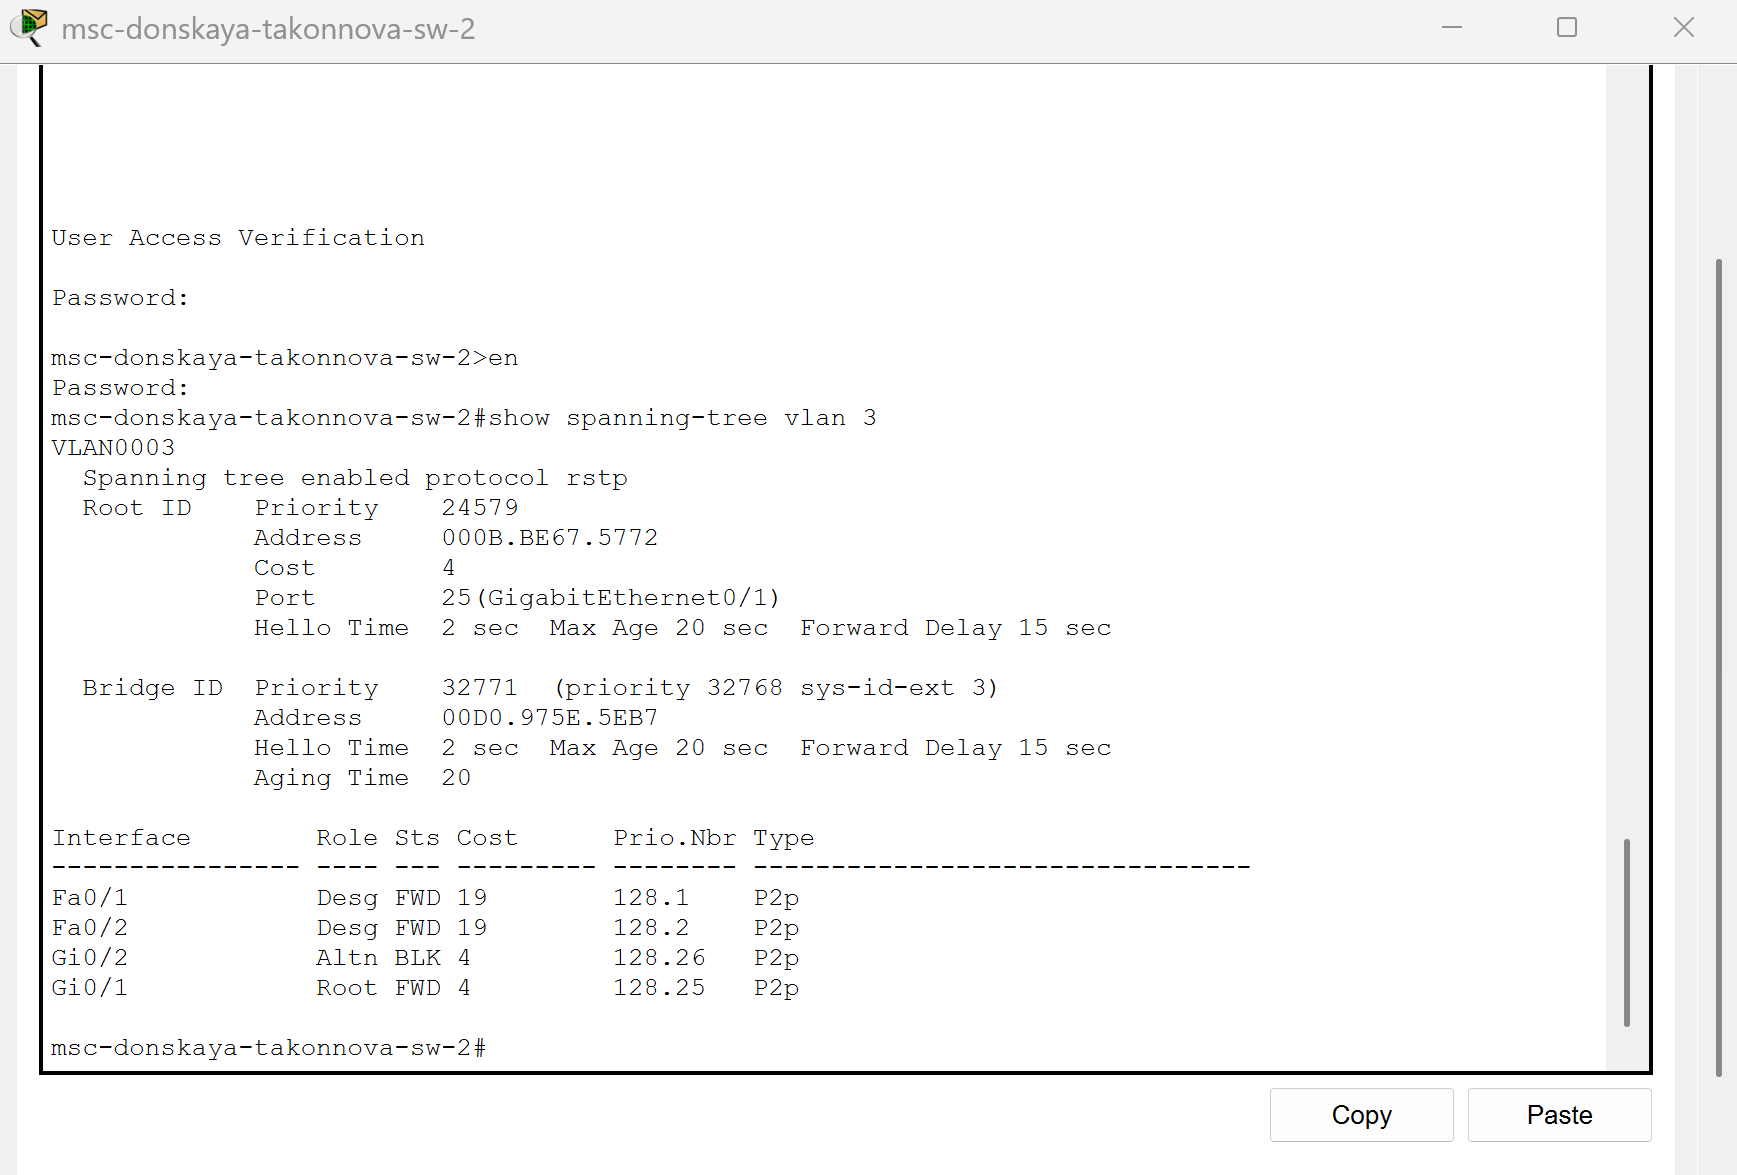 msc-donskaya-takonnova-sw-2
User Access Verification
Password:
msc-donskaya-takonnova-sw-2>en
Password:
msc-donskaya-takonnova-sw-2#show spanning-tree vlan 3
VLAN0003
  Spanning tree enabled protocol rstp
  Root ID    Priority    24579
             Address     000B.BE67.5772
             Cost        4
             Port        25(GigabitEthernet0/1)
             Hello Time  2 sec  Max Age 20 sec  Forward Delay 15 sec
  Bridge ID  Priority    32771  (priority 32768 sys-id-ext 3)
             Address     00D0.975E.5EB7
             Hello Time  2 sec  Max Age 20 sec  Forward Delay 15 sec
             Aging Time  20
Interface        Role Sts Cost      Prio.Nbr Type
---------------- ---- --- --------- -------- --------------------------------
Fa0/1            Desg FWD 19        128.1    P2p
Fa0/2            Desg FWD 19        128.2    P2p
Gi0/2            Altn BLK 4         128.26   P2p
Gi0/1            Root FWD 4         128.25   P2p
msc-donskaya-takonnova-sw-2#
Copy Paste